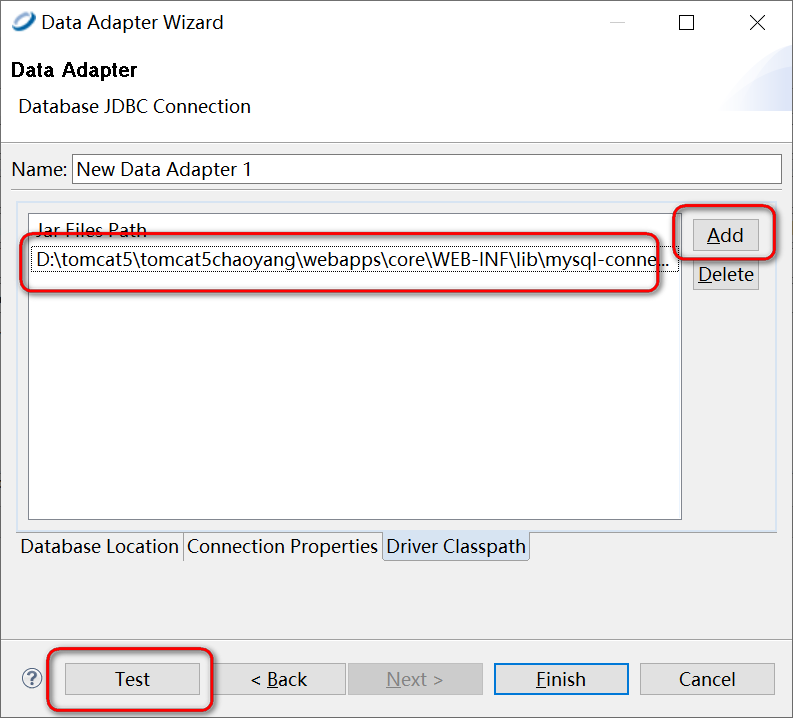 Data Adapter Wizard
Data Adapter
Database JDBC Connection
Name: New Data Adapter 1
Jar Files Path
Add
D:\tomcat5\tomcat5chaoyang\webapps\core\WEB-INF\lib\mysql-conne...
Delete
Database Location Connection Properties Driver Classpath
? Test < Back Next > Finish Cancel